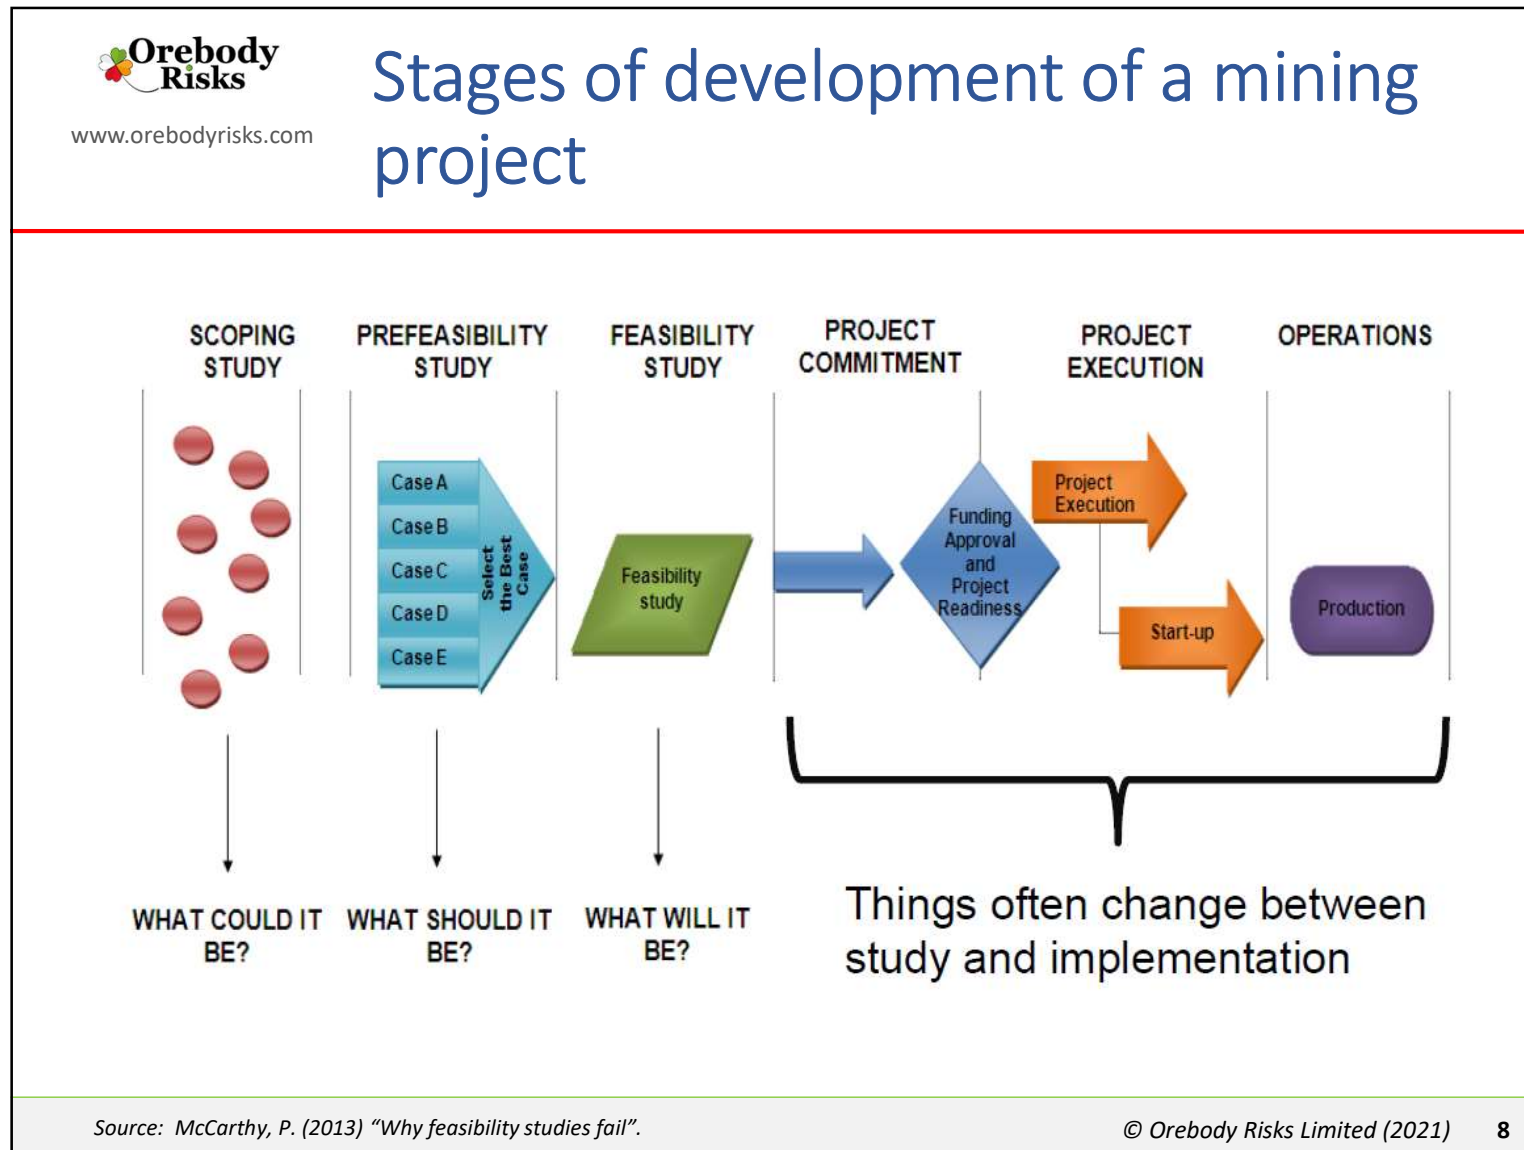 Orebody
Risks
www.orebodyrisks.com
Stages of development of a mining
project
SCOPING
STUDY
PREFEASIBILITY
STUDY
FEASIBILITY
STUDY
PROJECT
COMMITMENT
PROJECT
EXECUTION
OPERATIONS
Case A
Case B
Case C
Case D
Case E
Select
the Best
Case
Feasibility
study
Funding
Approval
and
Project
Readiness
Project
Execution
Start-up
Production
WHAT COULD IT
BE?
WHAT SHOULD IT
BE?
WHAT WILL IT
BE?
Things often change between
study and implementation
Source: McCarthy, P. (2013) “Why feasibility studies fail”.
© Orebody Risks Limited (2021)
8